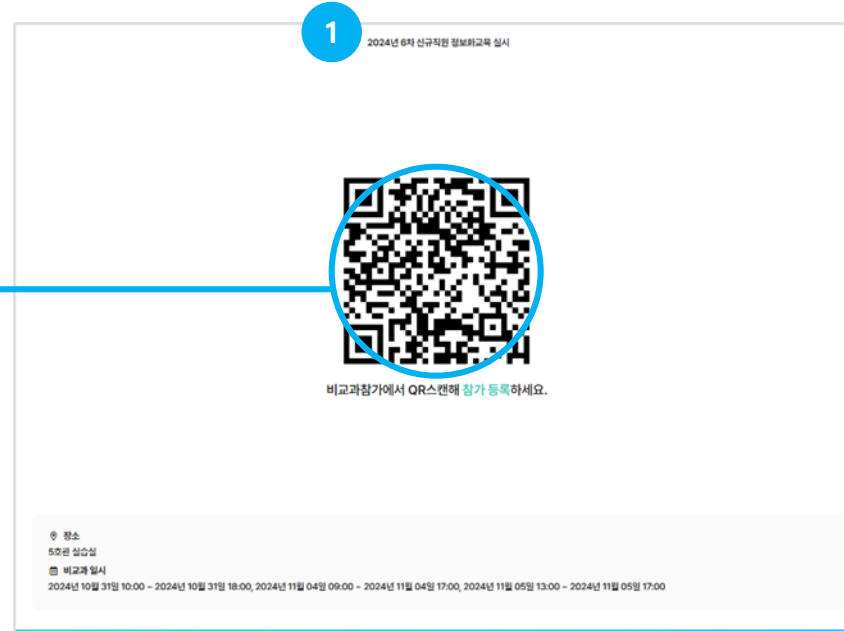 1
2024년 6차 신규직원 정보화교육 실시
비교과참가에서 QR스캔해 참가 등록하세요.
장소
5호관 실습실
비교과 일시
2024년 10월 31일 10:00 ~ 2024년 10월 31일 18:00, 2024년 11월 04일 09:00 ~ 2024년 11월 04일 17:00, 2024년 11월 05일 13:00 ~ 2024년 11월 05일 17:00